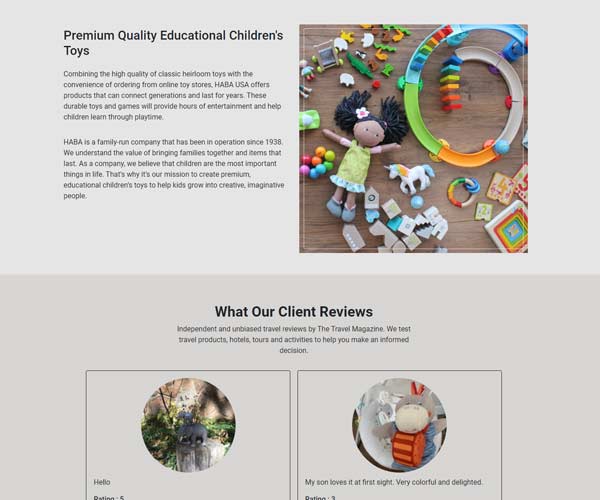 Premium Quality Educational Children's
Toys
Combining the high quality of classic heirloom toys with the
convenience of ordering from online toy stores, HABA USA offers
products that can connect generations and last for years. These
durable toys and games will provide hours of entertainment and help
children learn through playtime.
HABA is a family-run company that has been in operation since 1938.
We understand the value of bringing families together and items that
last. As a company, we believe that children are the most important
things in life. That's why it's our mission to create premium,
educational children's toys to help kids grow into creative, imaginative
people.
What Our Client Reviews
Independent and unbiased travel reviews by The Travel Magazine. We test
travel products, hotels, tours and activities to help you make an informed
decision.
Hello
Rating : 5
My son loves it at first sight. Very colorful and delighted.
Rating : 3